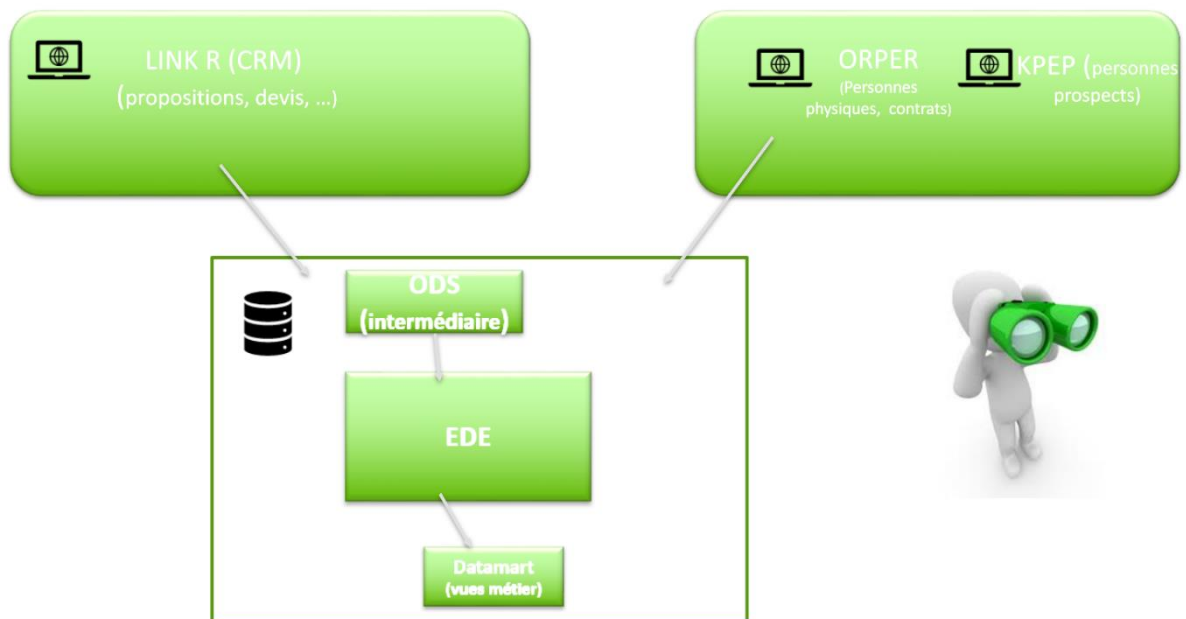 LINK R (CRM)
(propositions, devis, ...)
ORPER
(Personnes
physiques, contrats)
KPEP (personnes
prospects)
ODS
(intermédiaire)
EDE
Datamart
(vues métier)